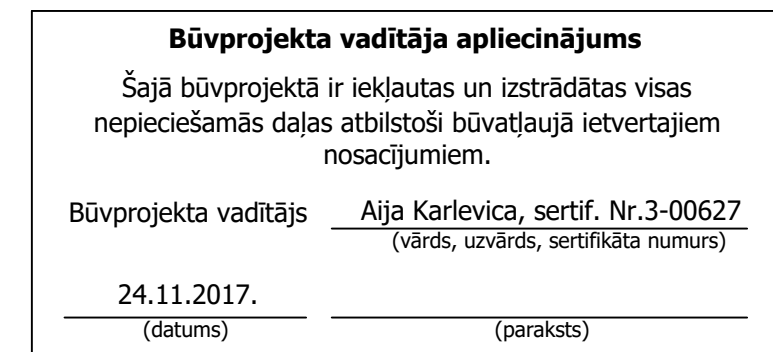 Būvprojekta vadītāja apliecinājums
Šajā būvprojektā ir iekļautas un izstrādātas visas
nepieciešamās daļas atbilstoši būvatļaujā ietvertajiem
nosacījumiem.
Būvprojekta vadītājs Aija Karlevica, sertif. Nr.3-00627
(vārds, uzvārds, sertifikāta numurs)
24.11.2017.
(datums) (paraksts)